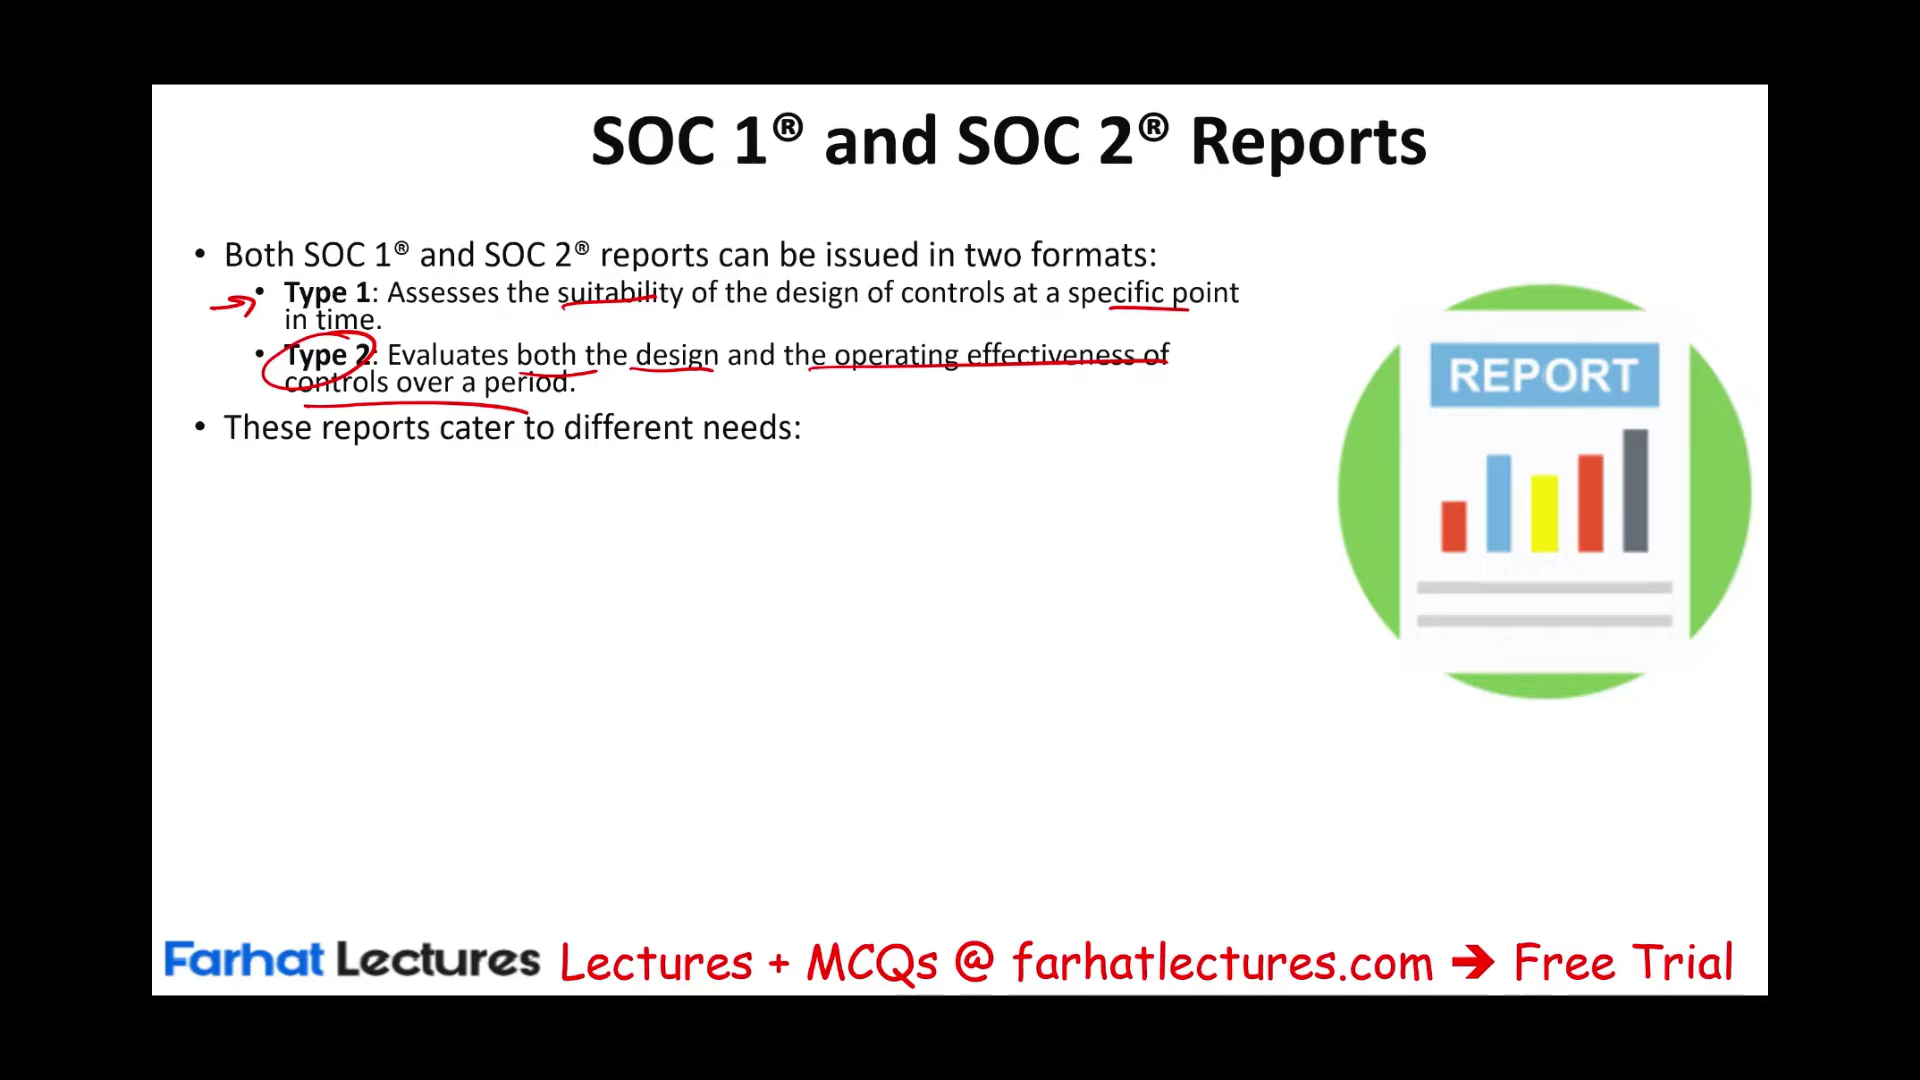 SOC 1® and SOC 2® Reports
• Both SOC 1® and SOC 2® reports can be issued in two formats:
• Type 1: Assesses the suitability of the design of controls at a specific point
in time.
• Type 2: Evaluates both the design and the operating effectiveness of
controls over a period.
• These reports cater to different needs:
REPORT
Farhat Lectures Lectures + MCQs @ farhatlectures.com ➔ Free Trial